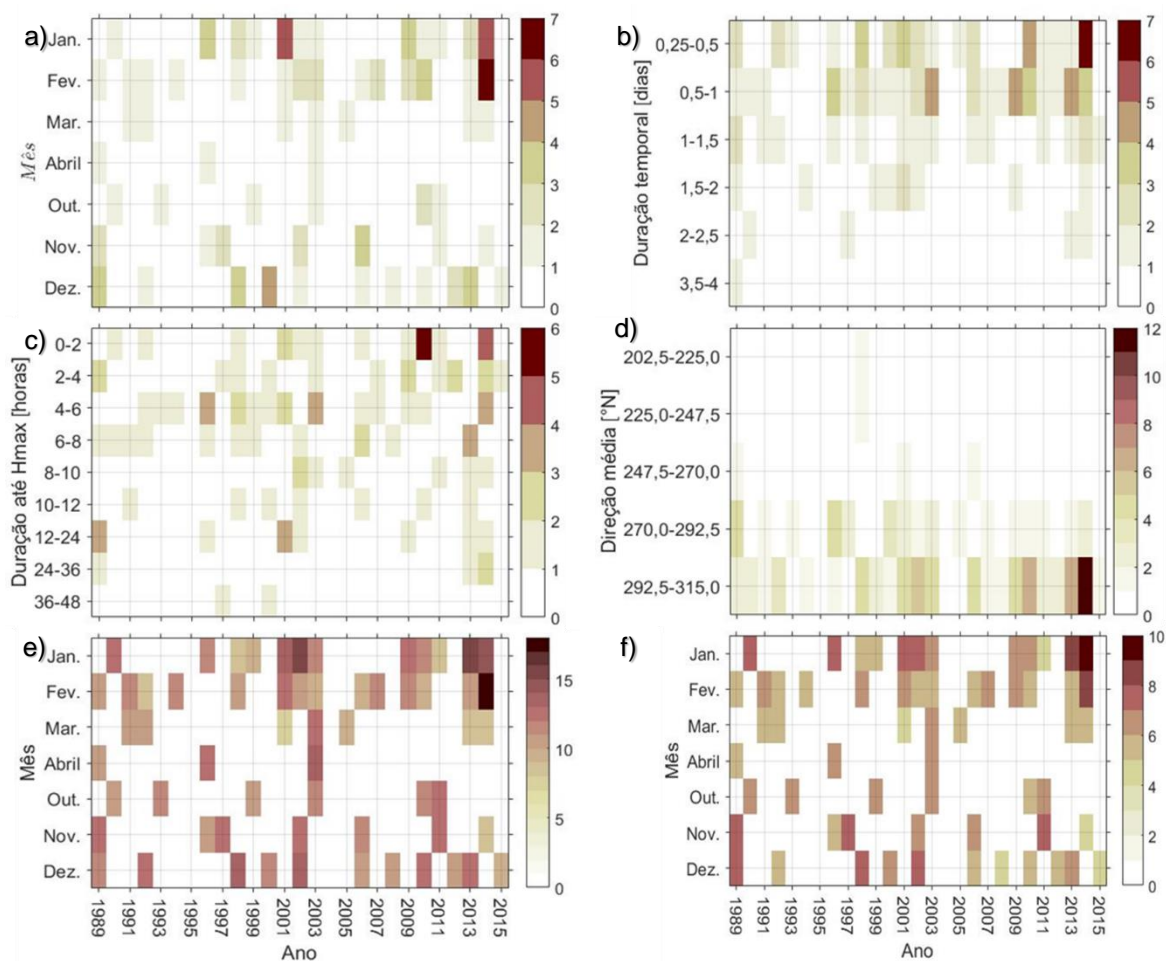 a)
Mês
Jan.
Fev.
Mar.
Abril
Out.
Nov.
Dez.
7
6
5
4
3
2
1
0
b)
Duração temporal [dias]
0,25-0,5
0,5-1
1-1,5
1,5-2
2-2,5
3,5-4
7
6
5
4
3
2
1
0
c)
Duração até Hmax [horas]
0-2
2-4
4-6
6-8
8-10
10-12
12-24
24-36
36-48
6
5
4
3
2
1
0
d)
Direção média [°N]
202,5-225,0
225,0-247,5
247,5-270,0
270,0-292,5
292,5-315,0
12
10
8
6
4
2
0
e)
Mês
Jan.
Fev.
Mar.
Abril
Out.
Nov.
Dez.
15
10
5
0
1989 1991 1993 1995 1997 1999 2001 2003 2005 2007 2009 2011 2013 2015
Ano
f)
Mês
Jan.
Fev.
Mar.
Abril
Out.
Nov.
Dez.
10
8
6
4
2
0
1989 1991 1993 1995 1997 1999 2001 2003 2005 2007 2009 2011 2013 2015
Ano